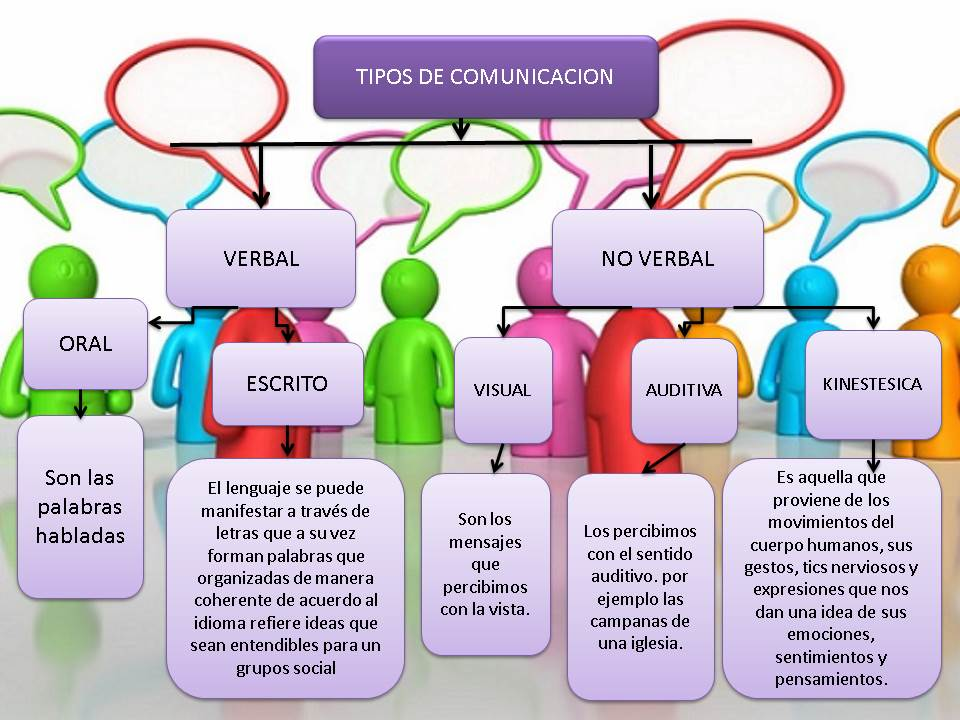 TIPOS DE COMUNICACION
VERBAL
NO VERBAL
ORAL
ESCRITO
VISUAL
AUDITIVA
KINESTESICA
Son las
palabras
habladas
El lenguaje se puede
manifestar a través de
letras que a su vez
forman palabras que
organizadas de manera
coherente de acuerdo al
idioma refiere ideas que
sean entendibles para un
grupos social
Son los
mensajes
que
percibimos
con la vista.
Los percibimos
con el sentido
auditivo. por
ejemplo las
campanas de
una iglesia.
Es aquella que
proviene de los
movimientos del
cuerpo humanos, sus
gestos, tics nerviosos y
expresiones que nos
dan una idea de sus
emociones,
sentimientos y
pensamientos.